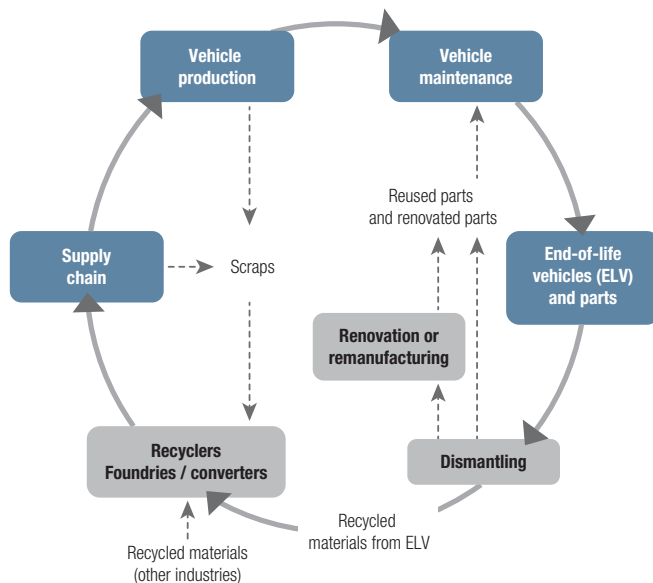 Vehicle
production
Vehicle
maintenance
Reused parts
and renovated parts
Supply
chain
Scraps
End-of-life
vehicles (ELV)
and parts
Renovation or
remanufacturing
Recyclers
Foundries / converters
Dismantling
Recycled
materials from ELV
Recycled materials
(other industries)